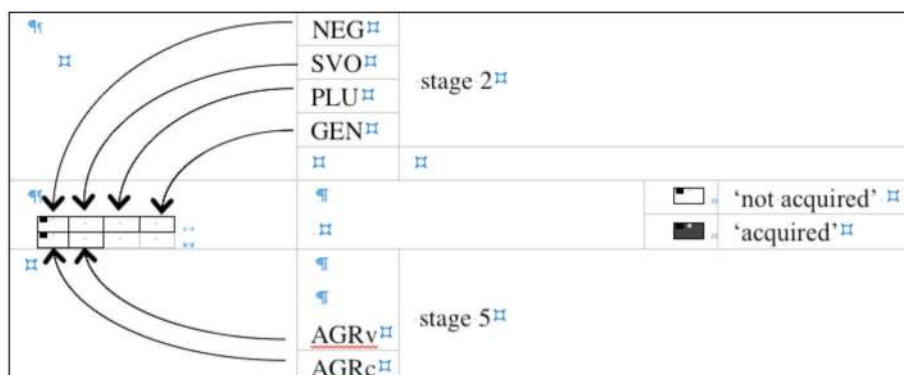 NEG
SVO
PLU
stage 2
GEN
'not acquired'
'acquired'
AGRv
stage 5
AGRc